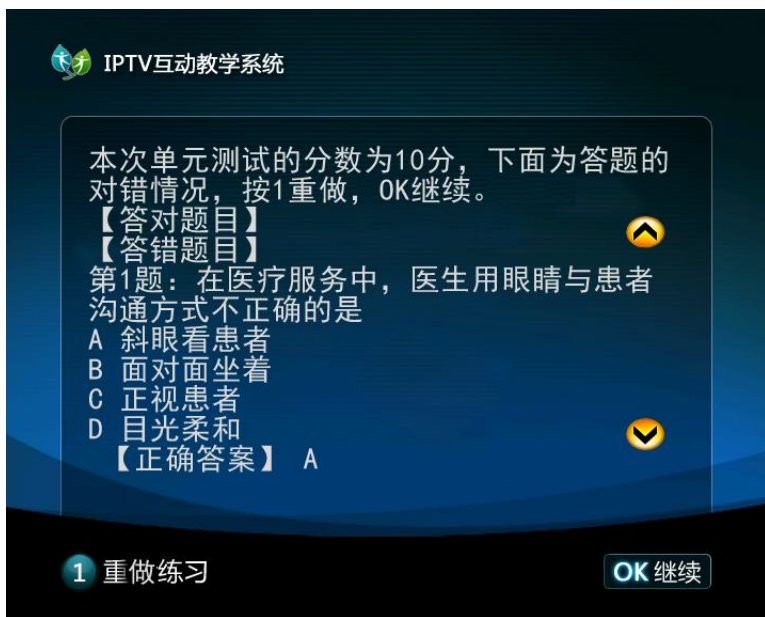 IPTV互动教学系统
本次单元测试的分数为10分，下面为答题的
对错情况，按1重做，OK继续。
【答对题目】
【答错题目】
第1题：在医疗服务中，医生用眼睛与患者
沟通方式不正确的是
A 斜眼看患者
B 面对面坐着
C 正视患者
D 目光柔和
【正确答案】 A
1 重做练习
OK 继续